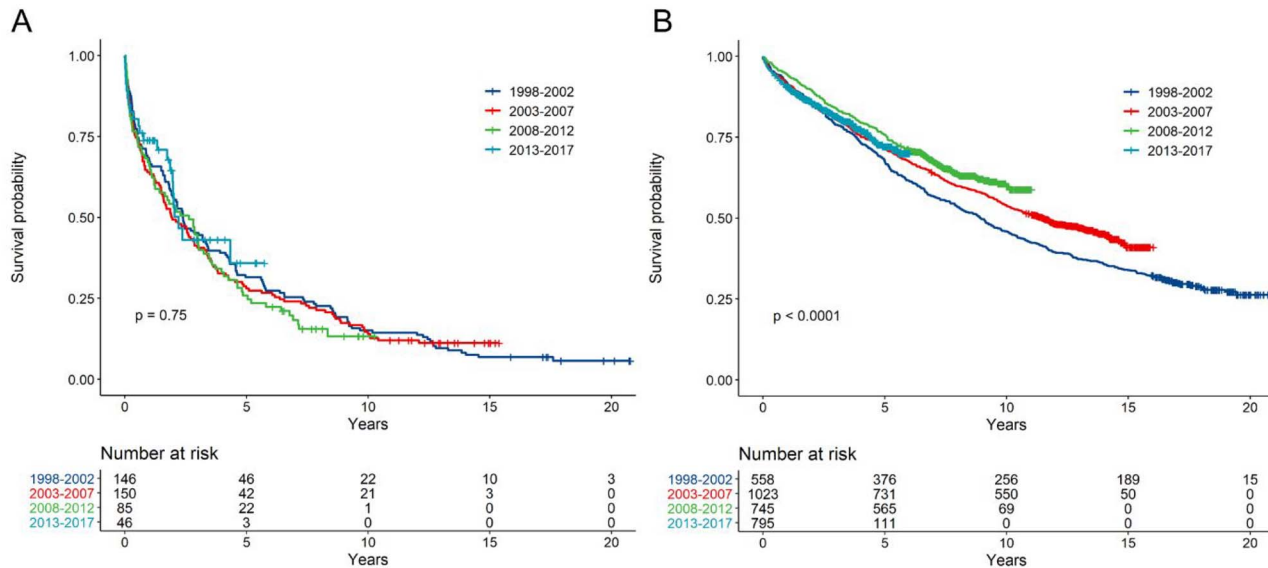 A
Survival probability
1.00
0.75
0.50
0.25
0.00
1998-2002
2003-2007
2008-2012
2013-2017
p = 0.75
0 5 10 15 20
Years
Number at risk
1998-2002 146 46 22 10 3
2003-2007 150 42 21 3 0
2008-2012 85 22 1 0 0
2013-2017 46 3 0 0 0
0 5 10 15 20
Years
B
Survival probability
1.00
0.75
0.50
0.25
0.00
1998-2002
2003-2007
2008-2012
2013-2017
p < 0.0001
0 5 10 15 20
Years
Number at risk
1998-2002 558 376 256 189 15
2003-2007 1023 731 550 50 0
2008-2012 745 565 69 0 0
2013-2017 795 111 0 0 0
0 5 10 15 20
Years